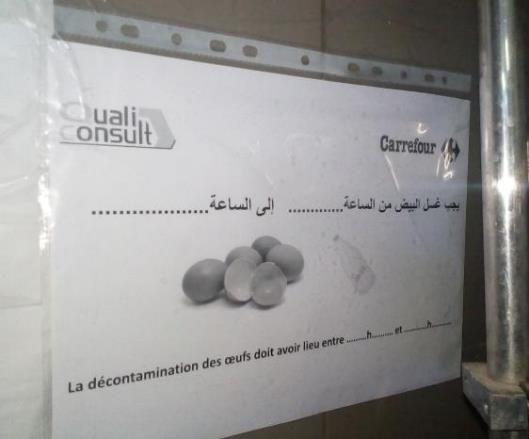 Quali
Consult
Carrefour
يجب غسل البيض من الساعة............. إلى الساعة...................
La décontamination des œufs doit avoir lieu entre .........h.......... et ...........h..........